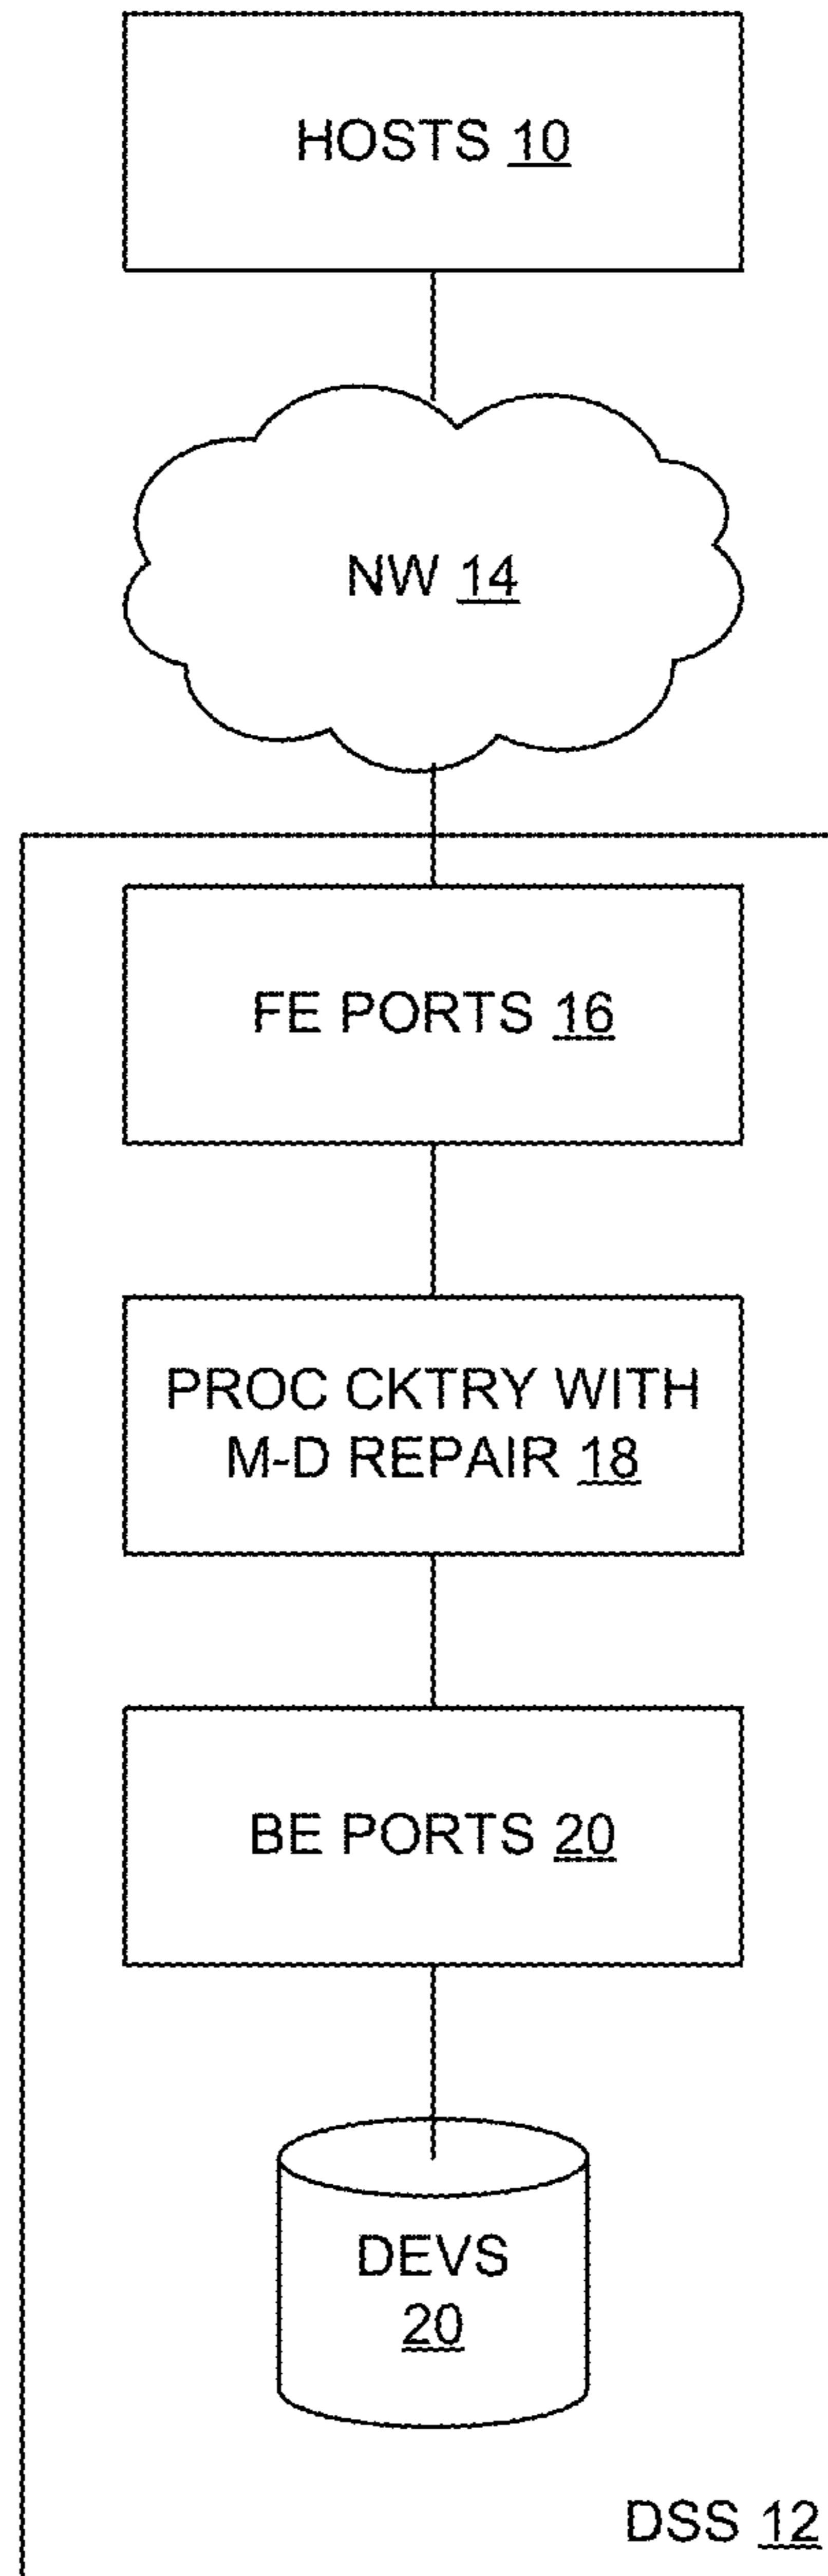 HOSTS 10
NW 14
FE PORTS 16
PROC CKTRY WITH
M-D REPAIR 18
BE PORTS 20
DEVS
20
DSS 12